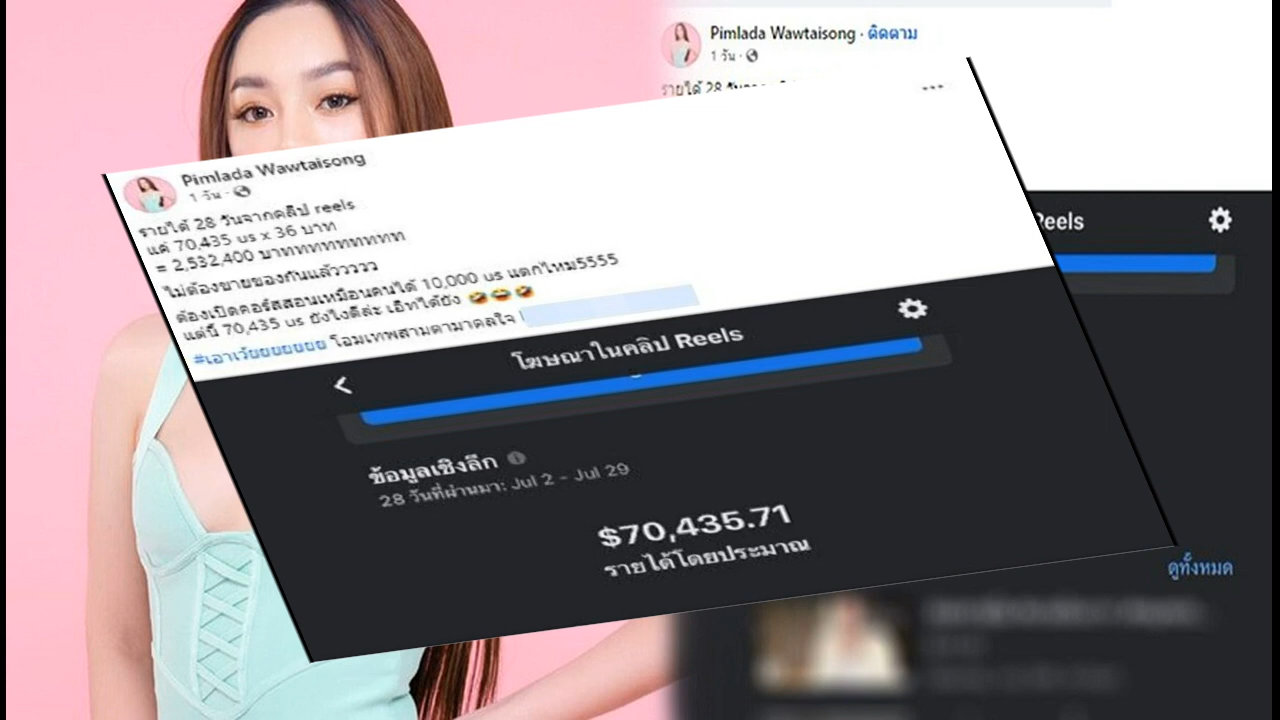 Pimlada Wawtaisong · ติดตาม
1 วัน ·
รายได้ 28
Pimlada Wawtaisong
1 วัน ·
รายได้ 28 วันจากคลิป reels
แค่ 70,435 us x 36 บาท
= 2,532,400 บาททททททททท
ไม่ต้องขายของกันแล้ววววว
ต้องเปิดคอร์สสอนเหมือนคนได้ 10,000 us แดกไหม5555
แต่นี้ 70,435 us ยังไงดีล่ะ เอิทได้ยัง 🤣🤣🤣
#เอาเว้ยยยยยยยย โอมเทพสามดามาดลใจ
Reels
โฆษณาในคลิป Reels
ข้อมูลเชิงลึก
28 วันที่ผ่านมา: Jul 2 - Jul 29
$70,435.71
รายได้โดยประมาณ
ดูทั้งหมด